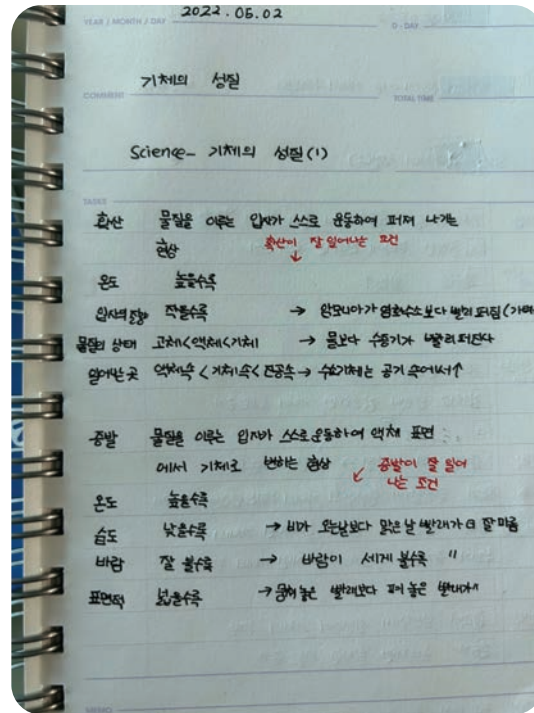 YEAR / MONTH / DAY 2022.05.02 D-DAY
기체의 성질
COMMENT TOTAL TIME
Science- 기체의 성질(1)
TASKS
확산 물질을 이루는 입자가 스스로 운동하여 퍼져 나가는
현상 확산이 잘 일어나는 조건
↓
온도 높을수록
입자의 질량 작을수록 → 암모니아가 염화수소보다 빨리 퍼짐
물질의 상태 고체<액체<기체 → 물보다 수증기가 빨리 퍼진다
일어나는 곳 액체속<기체속<진공속→ 공기 속에서↑
증발 물질을 이루는 입자가 스스로 운동하여 액체 표면
에서 기체로 변하는 현상 ↙ 증발이 잘 일어
나는 조건
온도 높을수록
습도 낮을수록 →비가 오는날보다 맑은날 빨래가 더 잘 마름
바람 잘 불수록 → 바람이 세게 불수록 "
표면적 넓을수록 → 빨래보다 펴 놓은 빨래가"
MEMO